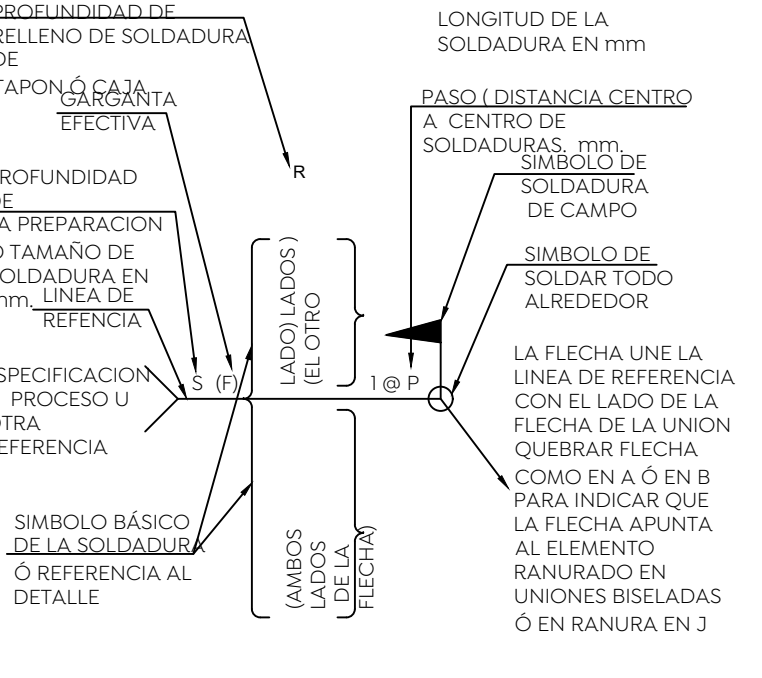 PROFUNDIDAD DE
RELLENO DE SOLDADURA
DE
TAPON Ó CAJA
GARGANTA
EFECTIVA
ROFUNDIDAD
DE
A PREPARACION
O TAMAÑO DE
OLDADURA EN
mm.
LINEA DE
REFENCIA
SPECIFICACION
PROCESO U
OTRA
EFERENCIA
SIMBOLO BÁSICO
DE LA SOLDADURA
Ó REFERENCIA AL
DETALLE
R
S (F)
LADO) LADOS )
(EL OTRO
(AMBOS
LADOS
DE LA
FLECHA)
1 @ P
LONGITUD DE LA
SOLDADURA EN mm
PASO ( DISTANCIA CENTRO
A CENTRO DE
SOLDADURAS. mm.
SIMBOLO DE
SOLDADURA
DE CAMPO
SIMBOLO DE
SOLDAR TODO
ALREDEDOR
LA FLECHA UNE LA
LINEA DE REFERENCIA
CON EL LADO DE LA
FLECHA DE LA UNION
QUEBRAR FLECHA
COMO EN A Ó EN B
PARA INDICAR QUE
LA FLECHA APUNTA
AL ELEMENTO
RANURADO EN
UNIONES BISELADAS
Ó EN RANURA EN J